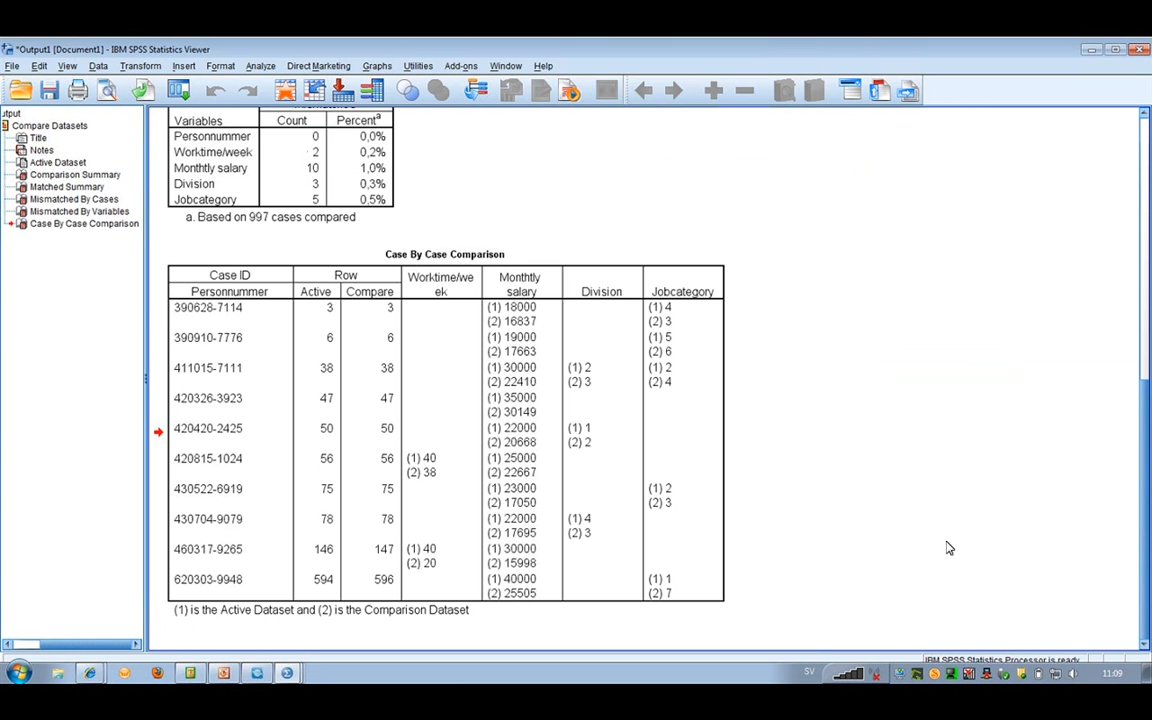 *Output1 [Document1] - IBM SPSS Statistics Viewer
File Edit View Data Transform Insert Format Analyze Direct Marketing Graphs Utilities Add-ons Window Help
utput
Compare Datasets
Title
Notes
Active Dataset
Comparison Summary
Matched Summary
Mismatched By Cases
Mismatched By Variables
Case By Case Comparison
Variables Count Percent a
Personnummer 0 0,0%
Worktime/week 2 0,2%
Monthtly salary 10 1,0%
Division 3 0,3%
Jobcategory 5 0,5%
a. Based on 997 cases compared
Case By Case Comparison
Case ID Row Worktime/we Monthtly
Personnummer Active Compare ek salary Division Jobcategory
390628-7114 3 3 (1) 18000 (1) 4
(2) 16837 (2) 3
390910-7776 6 6 (1) 19000 (1) 5
(2) 17663 (2) 6
411015-7111 38 38 (1) 30000 (1) 2 (1) 2
(2) 22410 (2) 3 (2) 4
420326-3923 47 47 (1) 35000
(2) 30149
420420-2425 50 50 (1) 22000 (1) 1
(2) 20668 (2) 2
420815-1024 56 56 (1) 40 (1) 25000
(2) 38 (2) 22667
430522-6919 75 75 (1) 23000 (1) 2
(2) 17050 (2) 3
430704-9079 78 78 (1) 22000 (1) 4
(2) 17695 (2) 3
460317-9265 146 147 (1) 40 (1) 30000
(2) 20 (2) 15998
620303-9948 594 596 (1) 40000 (1) 1
(2) 25505 (2) 7
(1) is the Active Dataset and (2) is the Comparison Dataset
IBM SPSS Statistics Processor is ready
SV 11:09